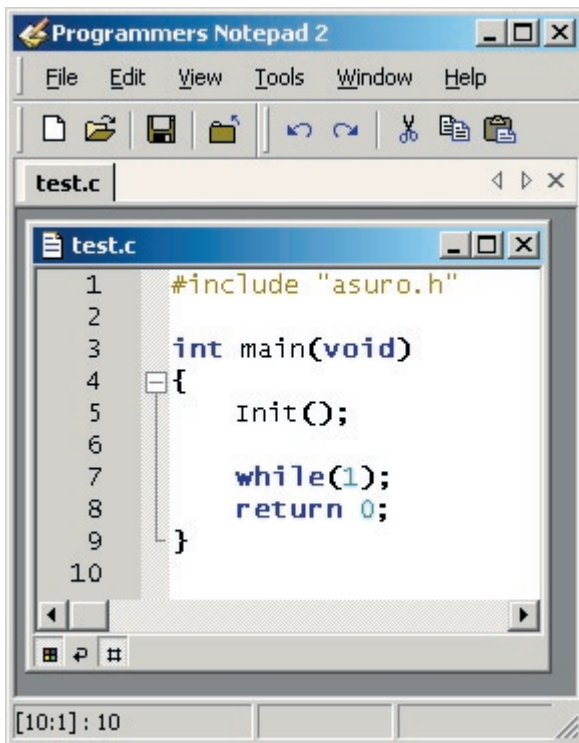 Programmers Notepad 2
File Edit View Tools Window Help
test.c
test.c
1 #include "asuro.h"
2
3 int main(void)
4 {
5 Init();
6
7 while(1);
8 return 0;
9 }
10
[10:1] : 10